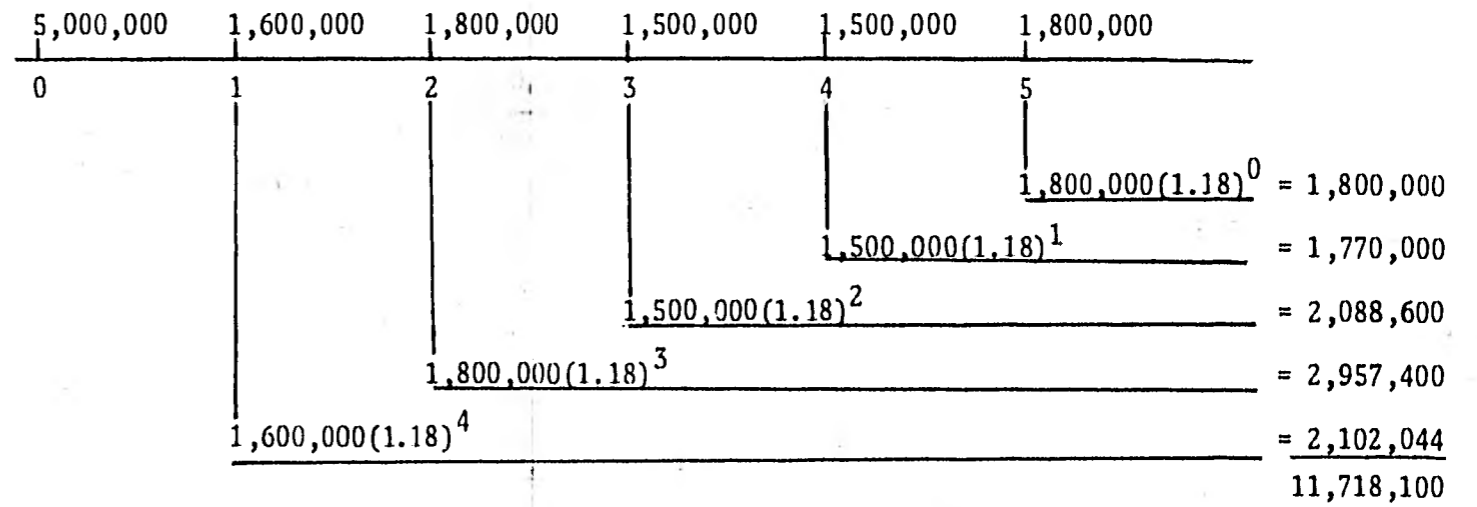 5,000,000 1,600,000 1,800,000 1,500,000 1,500,000 1,800,000
0 1 2 3 4 5
1,800,000(1.18)^0 = 1,800,000
1,500,000(1.18)^1 = 1,770,000
1,500,000(1.18)^2 = 2,088,600
1,800,000(1.18)^3 = 2,957,400
1,600,000(1.18)^4 = 2,102,044
11,718,100